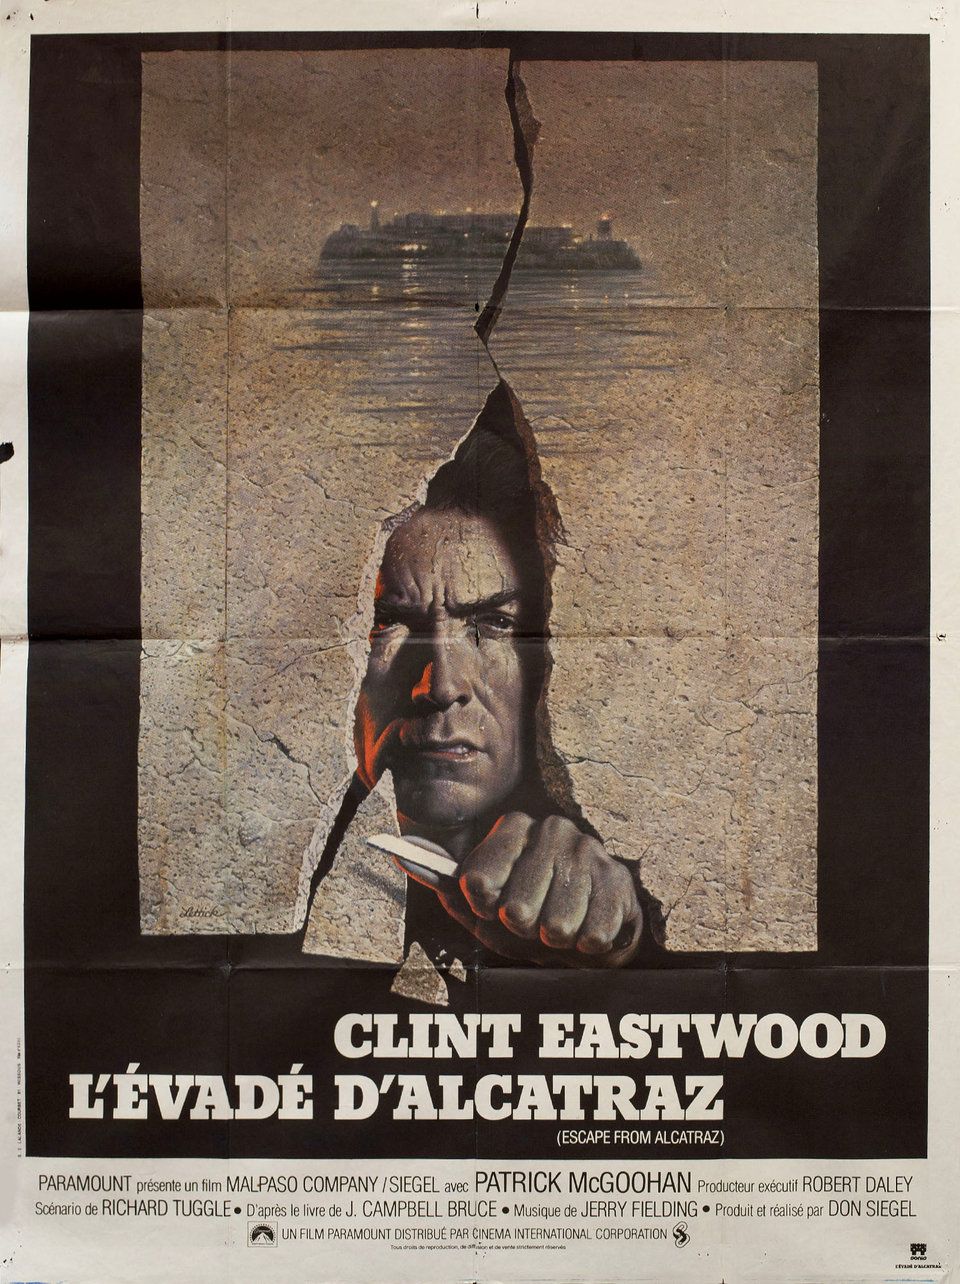 Lettick
CLINT EASTWOOD
L'ÉVADÉ D'ALCATRAZ
(ESCAPE FROM ALCATRAZ)
PARAMOUNT présente un film MALPASO COMPANY/SIEGEL avec PATRICK McGOOHAN Producteur exécutif ROBERT DALEY
Scénario de RICHARD TUGGLE • D'après le livre de J. CAMPBELL BRUCE • Musique de JERRY FIELDING • Produit et réalisé par DON SIEGEL
UN FILM PARAMOUNT DISTRIBUÉ PAR CINEMA INTERNATIONAL CORPORATION
Tous droits de reproduction, de diffusion et de vente strictement réservés
L'ÉVADÉ D'ALCATRAZ